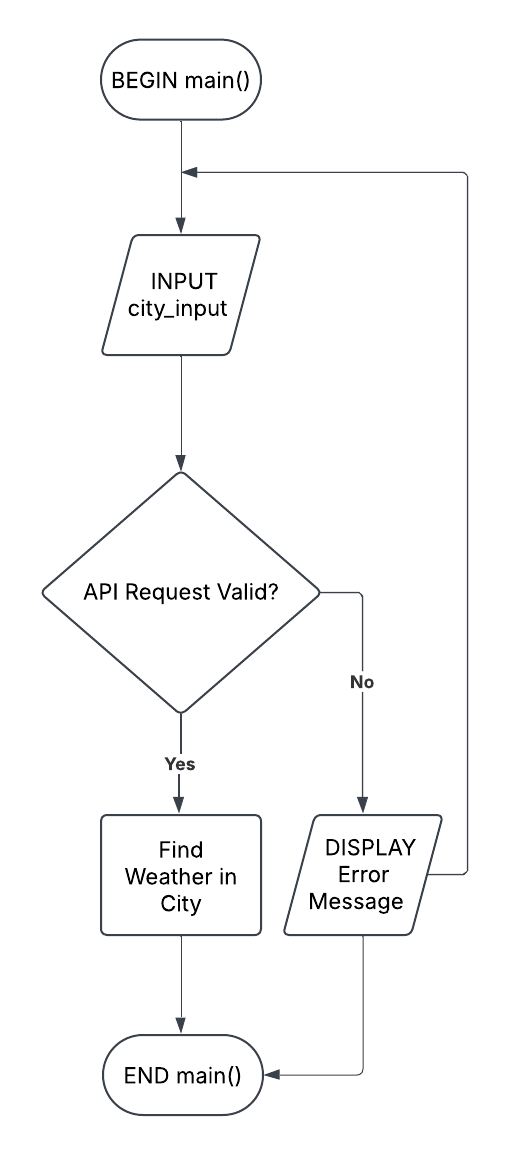 BEGIN main()
INPUT
city_input
API Request Valid?
No
Yes
Find
Weather in
City
DISPLAY
Error
Message
END main()